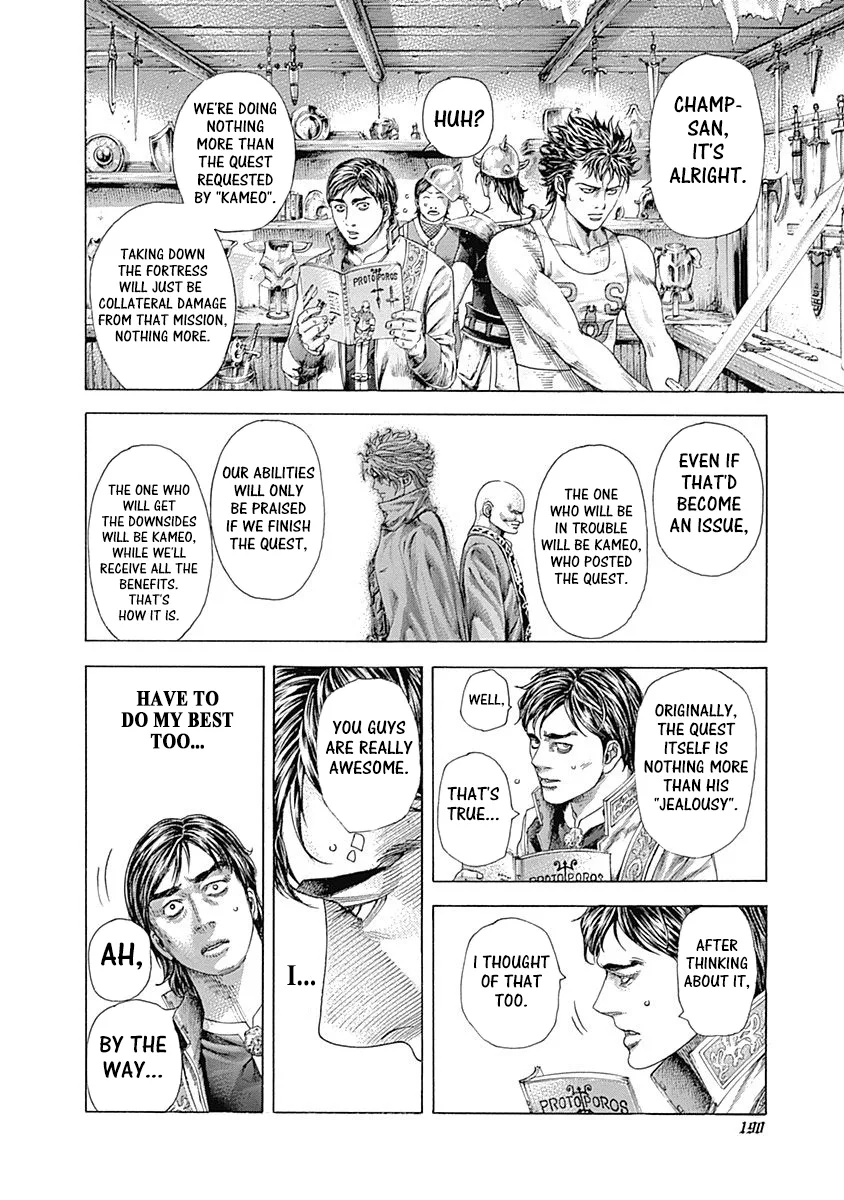 CHAMP-
SAN,
IT'S
ALRIGHT.
HUH?
WE'RE DOING
NOTHING
MORE THAN
THE QUEST
REQUESTED
BY "KAMEO".
TAKING DOWN
THE FORTRESS
WILL JUST BE
COLLATERAL DAMAGE
FROM THAT MISSION,
NOTHING MORE.
PROTOPOROS
P S
EVEN IF
THAT'D
BECOME
AN ISSUE,
THE ONE
WHO WILL BE
IN TROUBLE
WILL BE KAMEO,
WHO POSTED
THE QUEST.
OUR ABILITIES
WILL ONLY
BE PRAISED
IF WE FINISH
THE QUEST,
THE ONE WHO
WILL GET
THE DOWNSIDES
WILL BE KAMEO,
WHILE WE'LL
RECEIVE ALL THE
BENEFITS.
THAT'S
HOW IT IS.
ORIGINALLY,
THE QUEST
ITSELF IS
NOTHING MORE
THAN HIS
"JEALOUSY".
WELL,
THAT'S
TRUE...
PROTOPOROS
AFTER
THINKING
ABOUT IT,
I THOUGHT
OF THAT
TOO.
PROTOPOROS
YOU GUYS
ARE REALLY
AWESOME.
I...
HAVE TO
DO MY BEST
TOO...
AH,
BY THE
WAY...
190